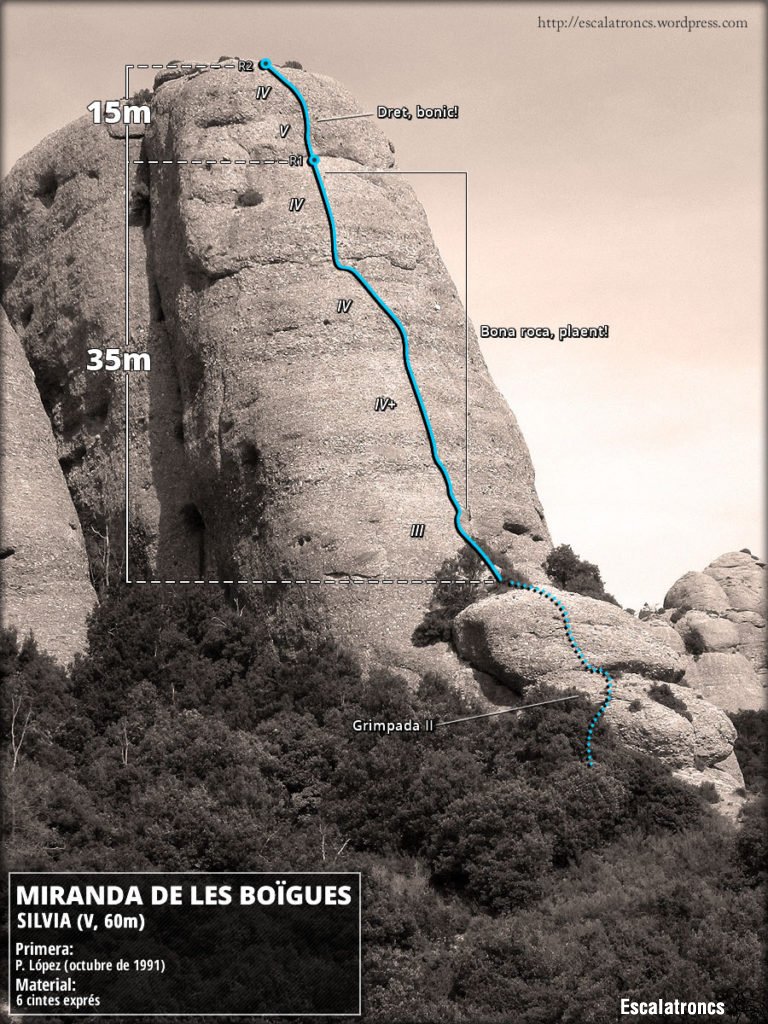 http://escalatroncs.wordpress.com
R2
15m
IV
Dret, bonic!
V
R1
IV
IV
Bona roca, plaent!
35m
IV+
III
Grimpada II
MIRANDA DE LES BOÏGUES
SILVIA (V, 60m)
Primera:
P. López (octubre de 1991)
Material:
6 cintes exprés
Escalatroncs